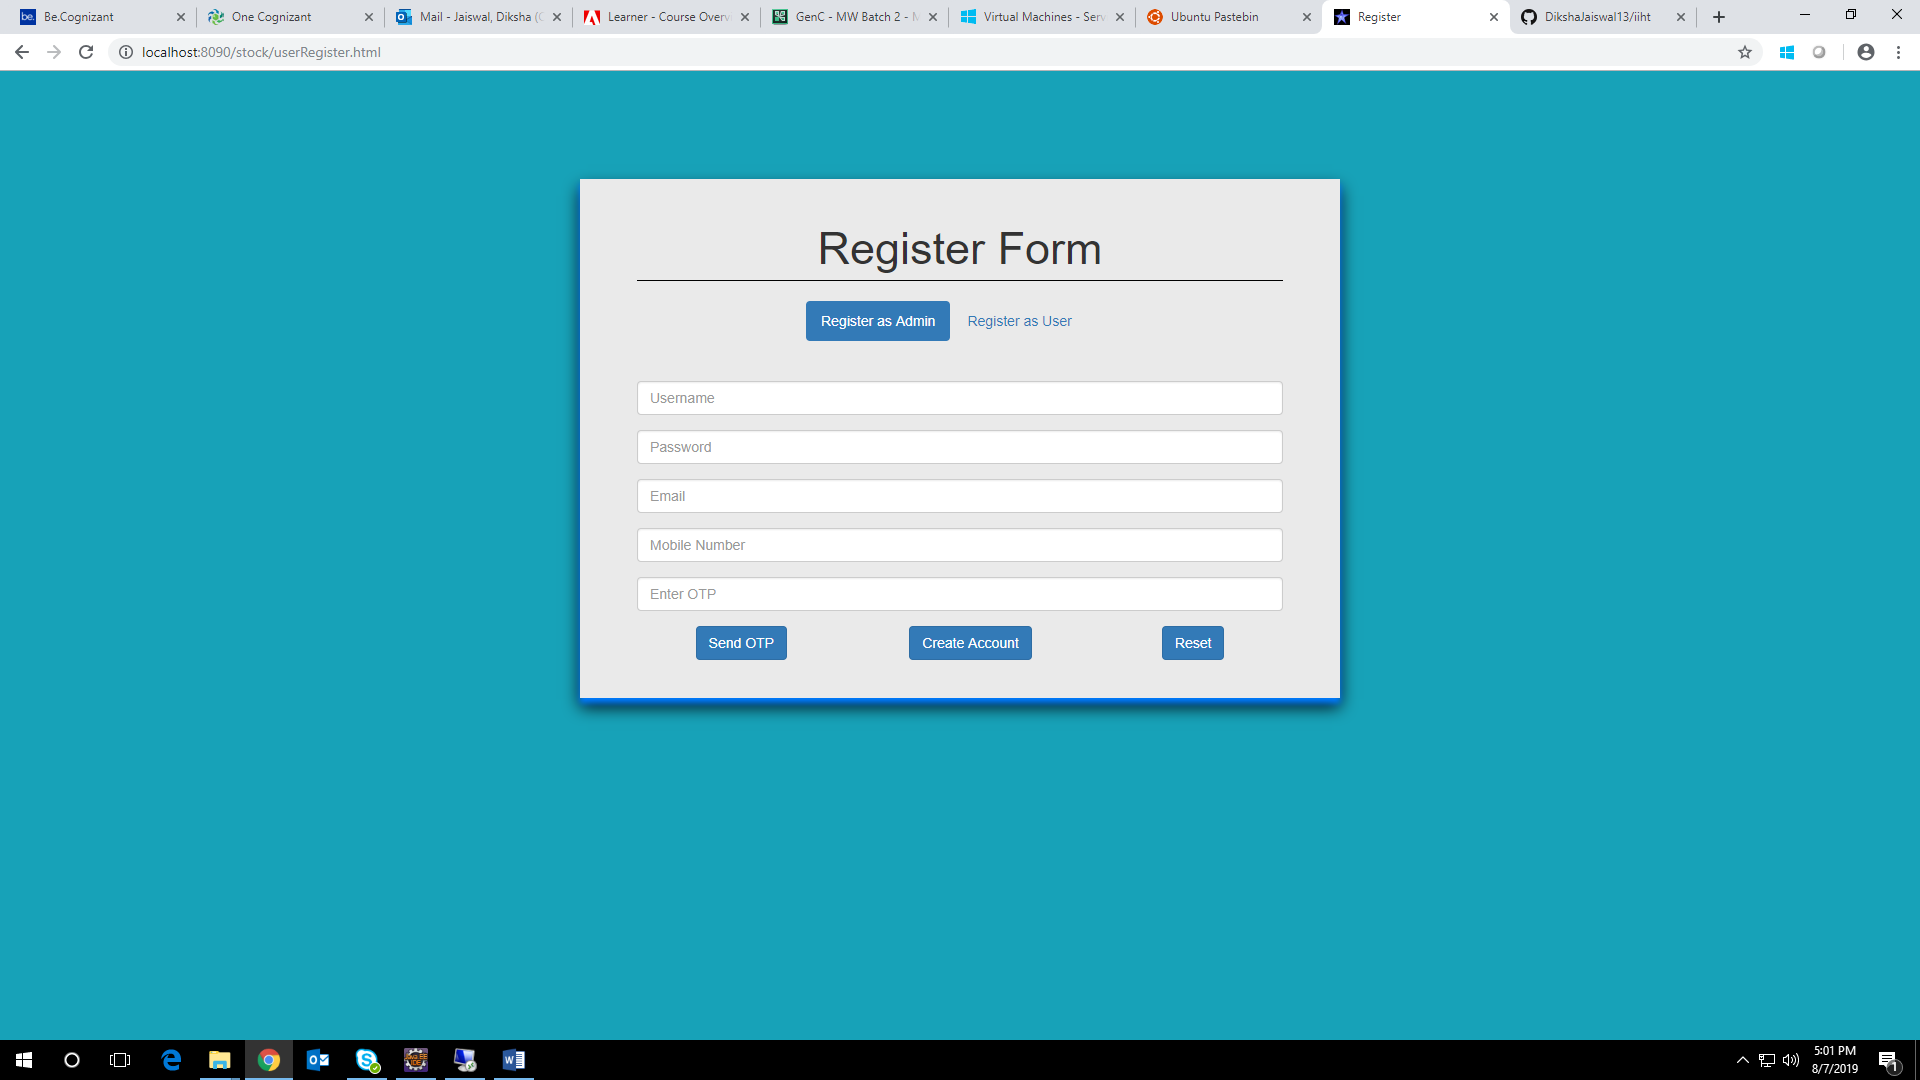 be. Be.Cognizant
One Cognizant
Mail - Jaiswal, Diksha (C
Learner - Course Overv
GenC - MW Batch 2 - M
Virtual Machines - Serv
Ubuntu Pastebin
Register
DikshaJaiswal13/iiht
localhost:8090/stock/userRegister.html
Register Form
Register as Admin
Register as User
Username
Password
Email
Mobile Number
Enter OTP
Send OTP
Create Account
Reset
5:01 PM
8/7/2019
1